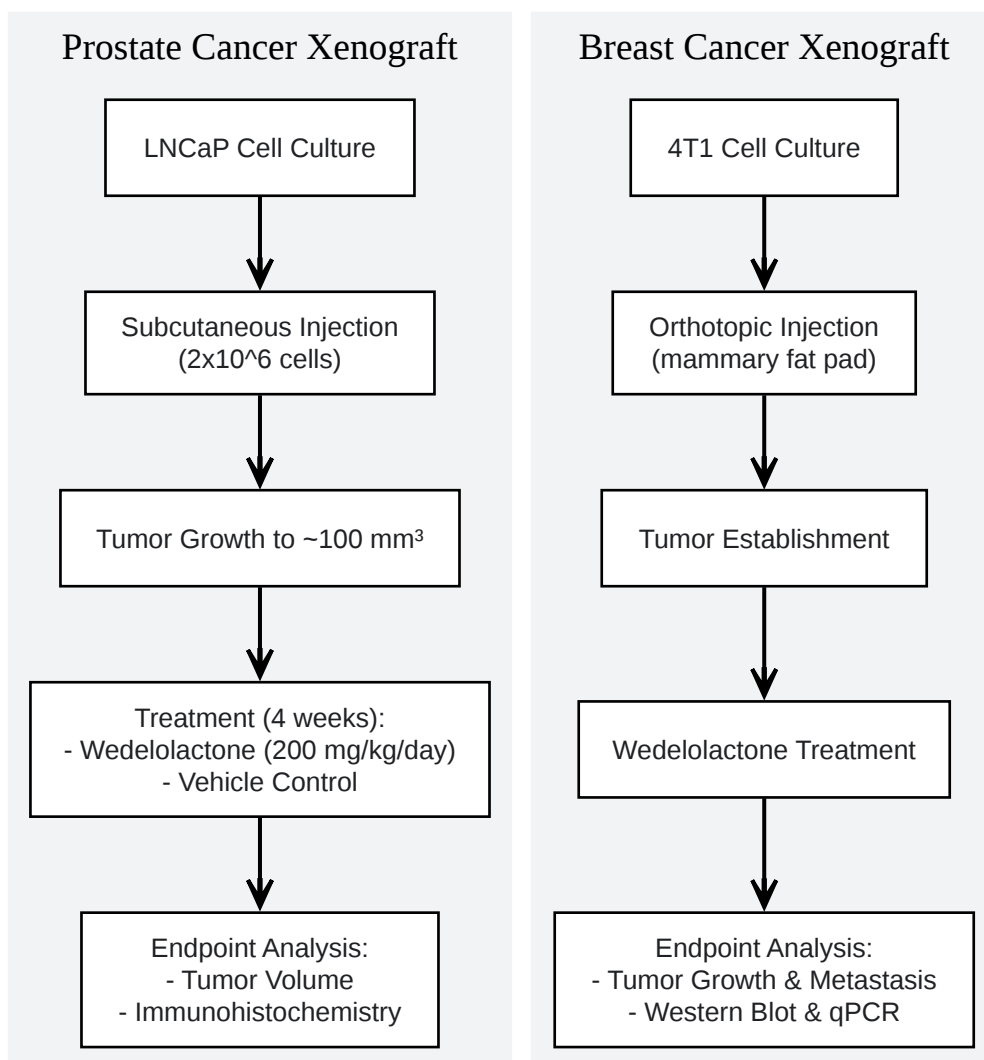 Prostate Cancer Xenograft
LNCaP Cell Culture
Subcutaneous Injection
(2x10^6 cells)
Tumor Growth to ~100 mm³
Treatment (4 weeks):
- Wedelolactone (200 mg/kg/day)
- Vehicle Control
Endpoint Analysis:
- Tumor Volume
- Immunohistochemistry
Breast Cancer Xenograft
4T1 Cell Culture
Orthotopic Injection
(mammary fat pad)
Tumor Establishment
Wedelolactone Treatment
Endpoint Analysis:
- Tumor Growth & Metastasis
- Western Blot & qPCR